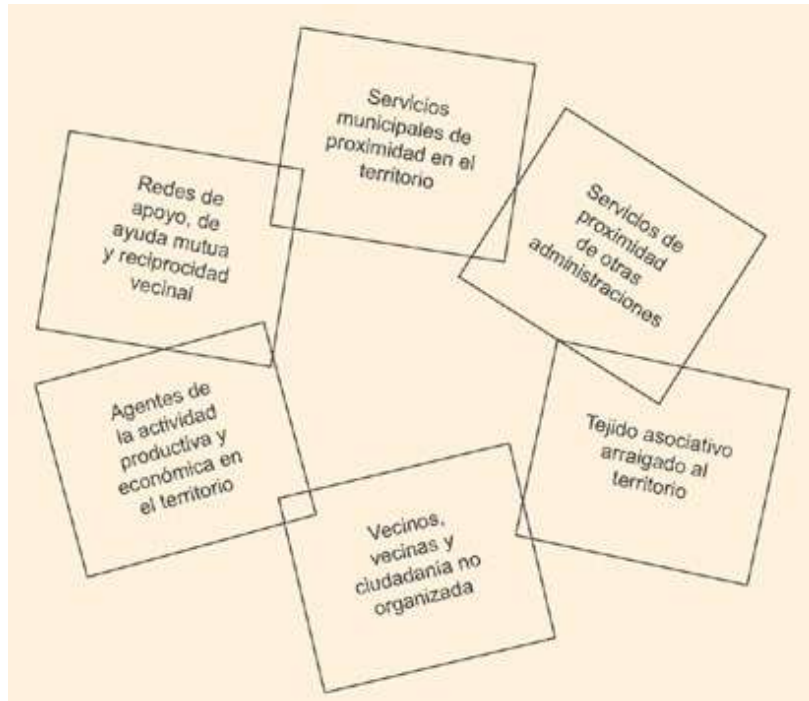 Servicios
municipales de
proximidad en el
territorio
Servicios de
proximidad
de otras
administraciones
Tejido asociativo
arraigado al
territorio
Vecinos,
vecinas y
ciudadanía no
organizada
Agentes de
la actividad
productiva y
económica en
el territorio
Redes de
apoyo, de
ayuda mutua
y reciprocidad
vecinal